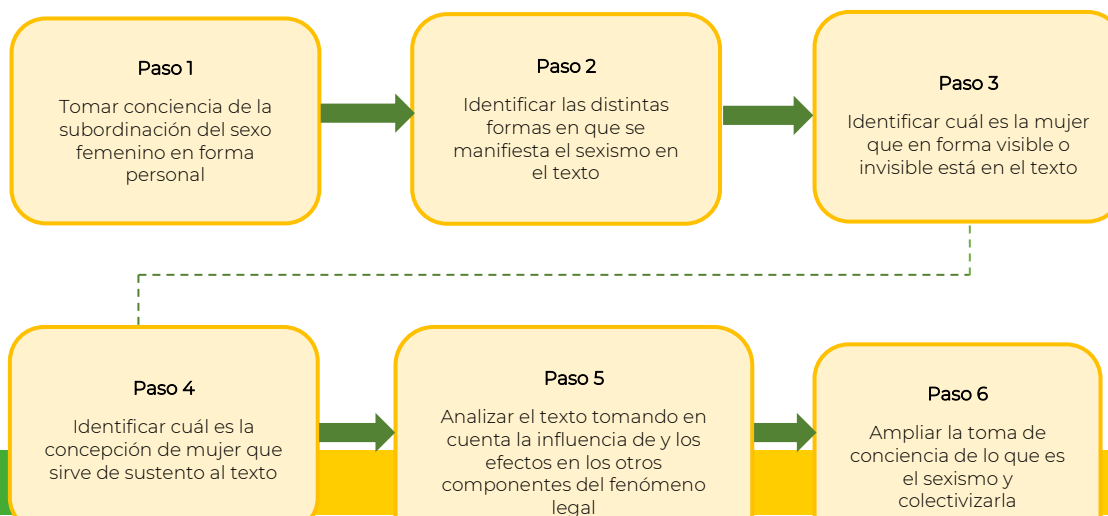 Paso 1
Tomar conciencia de la
subordinación del sexo
femenino en forma
personal
Paso 2
Identificar las distintas
formas en que se
manifiesta el sexismo en
el texto
Paso 3
Identificar cuál es la mujer
que en forma visible o
invisible está en el texto
Paso 4
Identificar cuál es la
concepción de mujer que
sirve de sustento al texto
Paso 5
Analizar el texto tomando en
cuenta la influencia de y los
efectos en los otros
componentes del fenómeno
legal
Paso 6
Ampliar la toma de
conciencia de lo que es
el sexismo y
colectivizarla